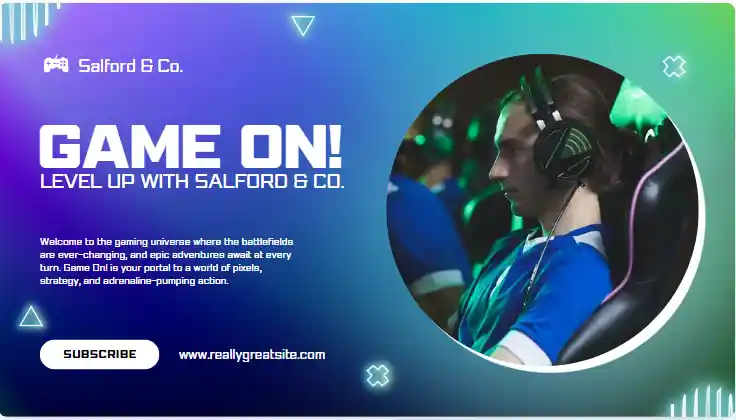 Salford & Co.
GAME ON!
LEVEL UP WITH SALFORD & CO.
Welcome to the gaming universe where the battlefields
are ever-changing, and epic adventures await at every
turn. Game On! is your portal to a world of pixels,
strategy, and adrenaline-pumping action.
SUBSCRIBE
www.reallygreatsite.com